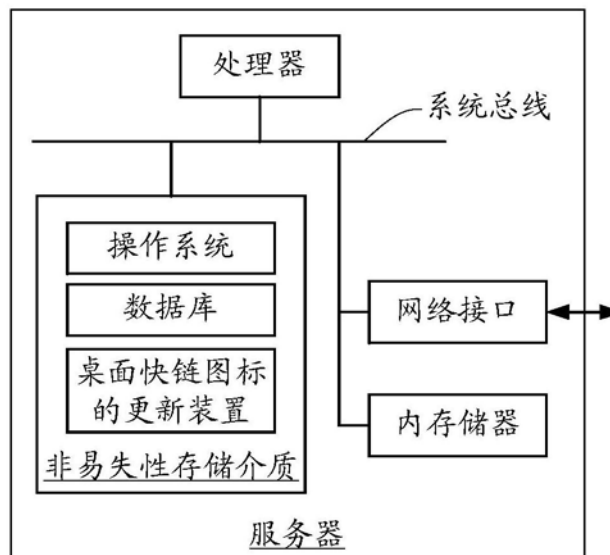 处理器
系统总线
操作系统
数据库
桌面快链图标
的更新装置
非易失性存储介质
网络接口
内存储器
服务器